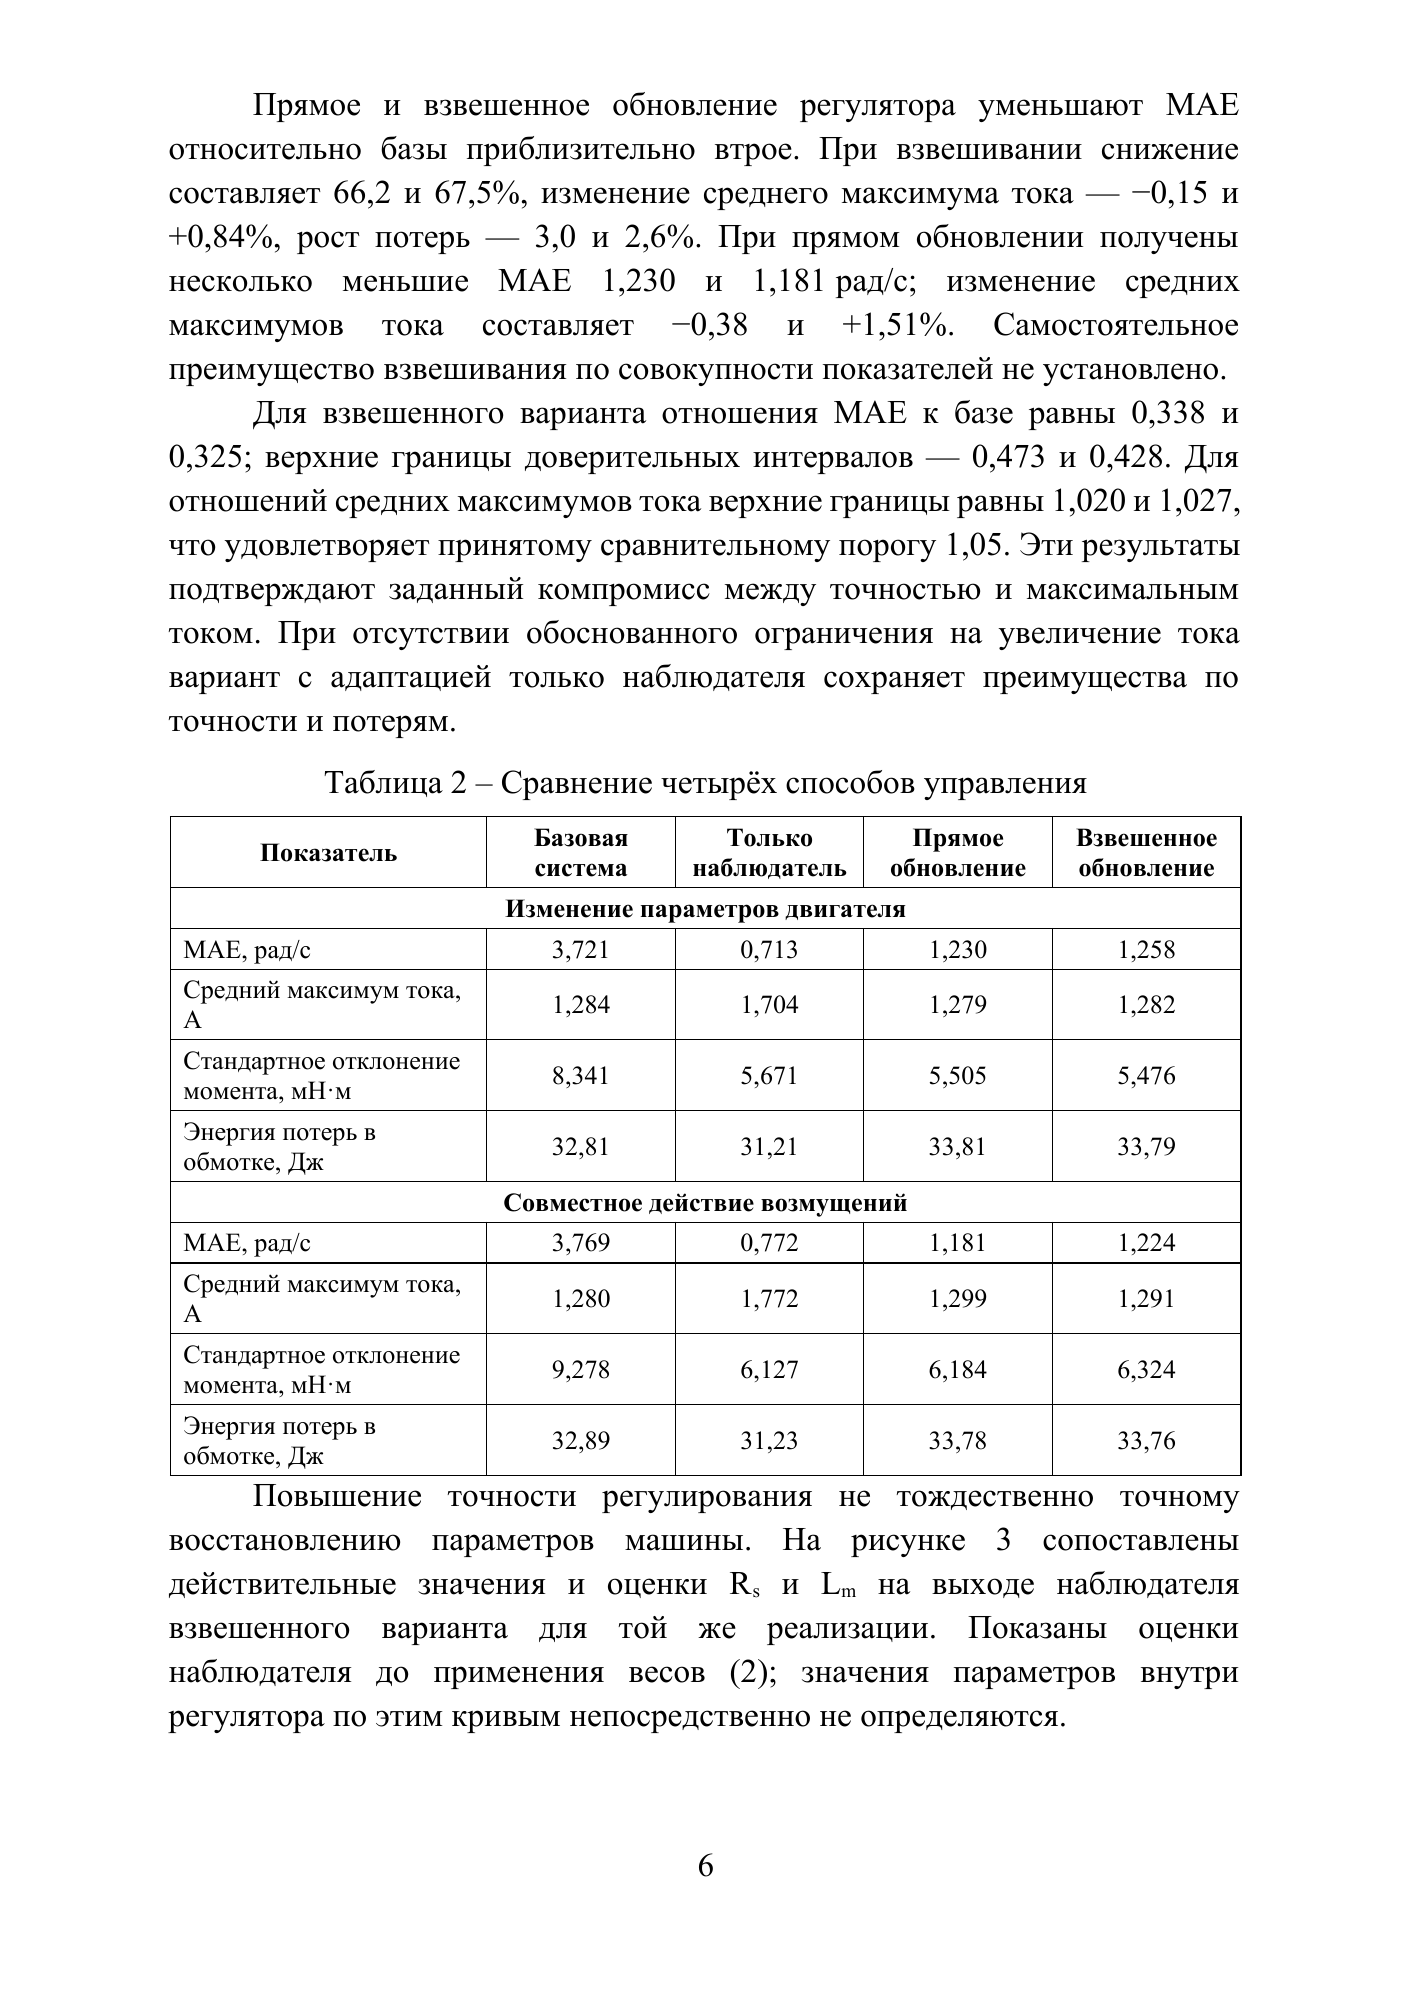 Прямое и взвешенное обновление регулятора уменьшают MAE
относительно базы приблизительно втрое. При взвешивании снижение
составляет 66,2 и 67,5%, изменение среднего максимума тока — −0,15 и
+0,84%, рост потерь — 3,0 и 2,6%. При прямом обновлении получены
несколько меньшие MAE 1,230 и 1,181 рад/с; изменение средних
максимумов тока составляет −0,38 и +1,51%. Самостоятельное
преимущество взвешивания по совокупности показателей не установлено.
Для взвешенного варианта отношения MAE к базе равны 0,338 и
0,325; верхние границы доверительных интервалов — 0,473 и 0,428. Для
отношений средних максимумов тока верхние границы равны 1,020 и 1,027,
что удовлетворяет принятому сравнительному порогу 1,05. Эти результаты
подтверждают заданный компромисс между точностью и максимальным
током. При отсутствии обоснованного ограничения на увеличение тока
вариант с адаптацией только наблюдателя сохраняет преимущества по
точности и потерям.
Таблица 2 – Сравнение четырёх способов управления
Показатель Базовая система Только наблюдатель Прямое обновление Взвешенное обновление
Изменение параметров двигателя
MAE, рад/с 3,721 0,713 1,230 1,258
Средний максимум тока, А 1,284 1,704 1,279 1,282
Стандартное отклонение момента, мН·м 8,341 5,671 5,505 5,476
Энергия потерь в обмотке, Дж 32,81 31,21 33,81 33,79
Совместное действие возмущений
MAE, рад/с 3,769 0,772 1,181 1,224
Средний максимум тока, А 1,280 1,772 1,299 1,291
Стандартное отклонение момента, мН·м 9,278 6,127 6,184 6,324
Энергия потерь в обмотке, Дж 32,89 31,23 33,78 33,76
Повышение точности регулирования не тождественно точному
восстановлению параметров машины. На рисунке 3 сопоставлены
действительные значения и оценки Rs и Lm на выходе наблюдателя
взвешенного варианта для той же реализации. Показаны оценки
наблюдателя до применения весов (2); значения параметров внутри
регулятора по этим кривым непосредственно не определяются.
6